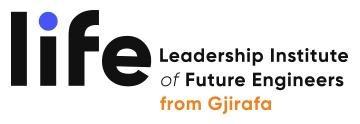 life
Leadership Institute
of Future Engineers
from Gjirafa